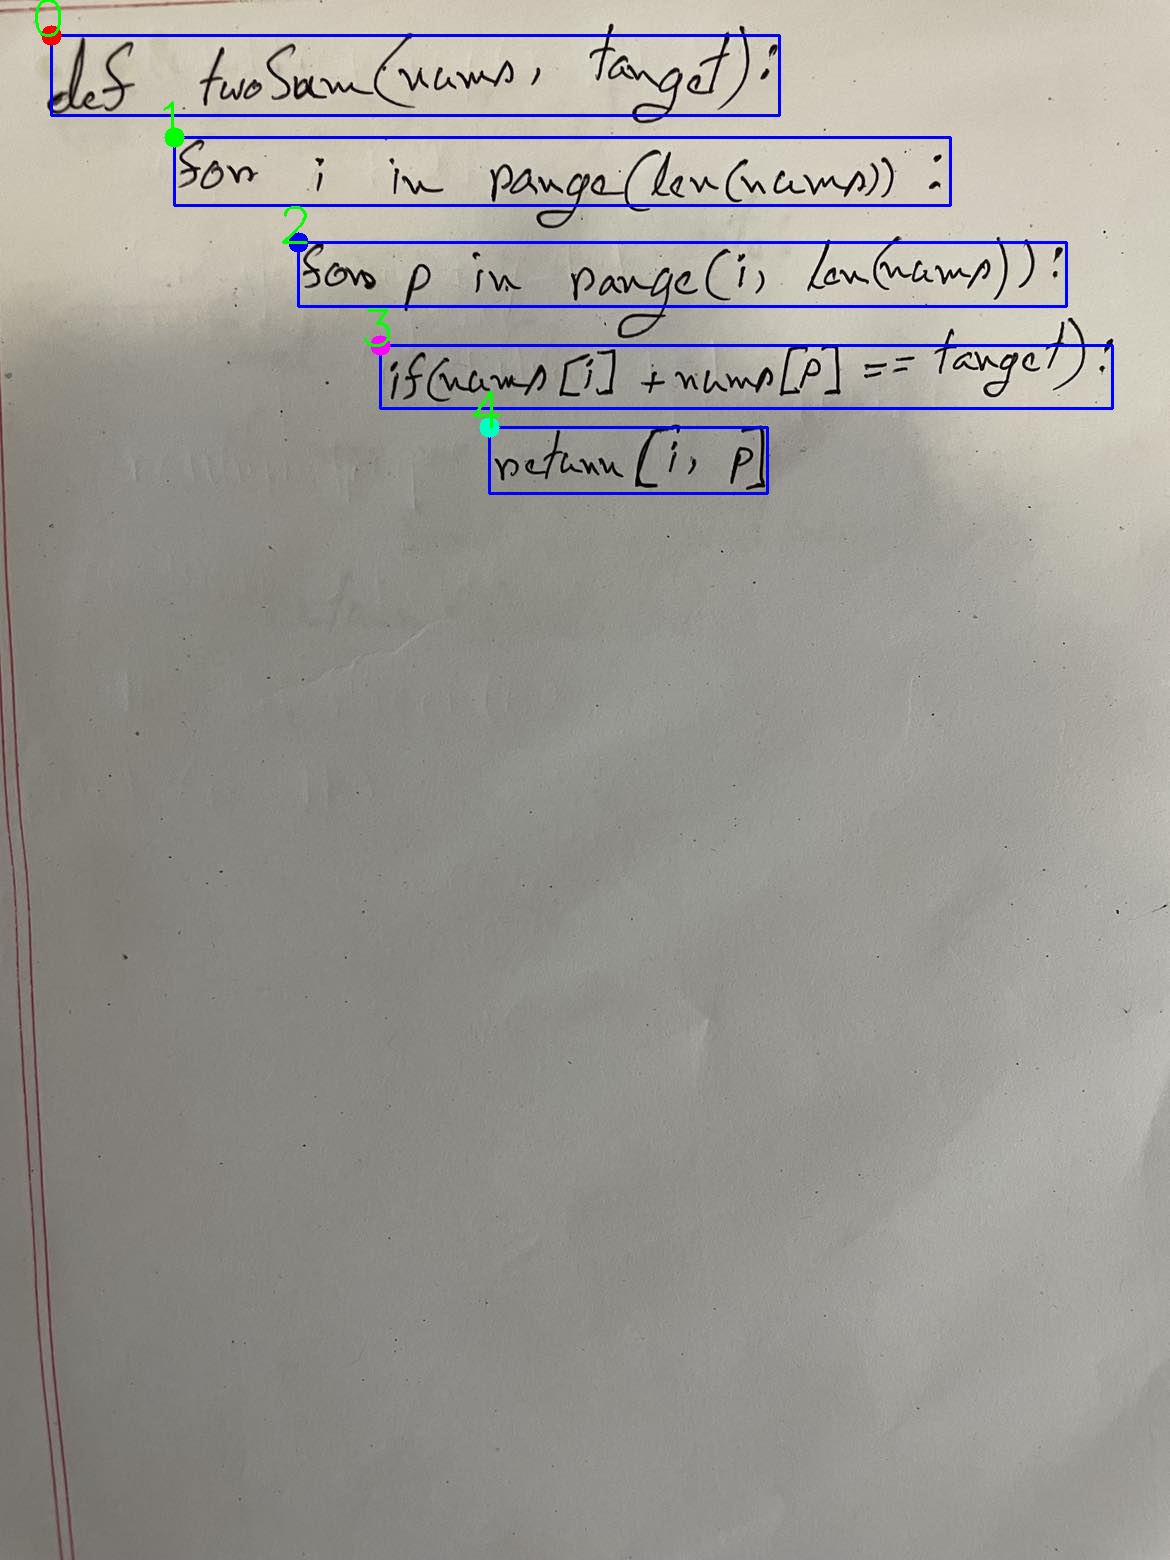 0
def twoSum(nums, target):
1
for i in range(len(nums)):
2
for p in range(i, len(nums)):
3
if(nums[i] + nums[p] == target):
4
return [i, p]